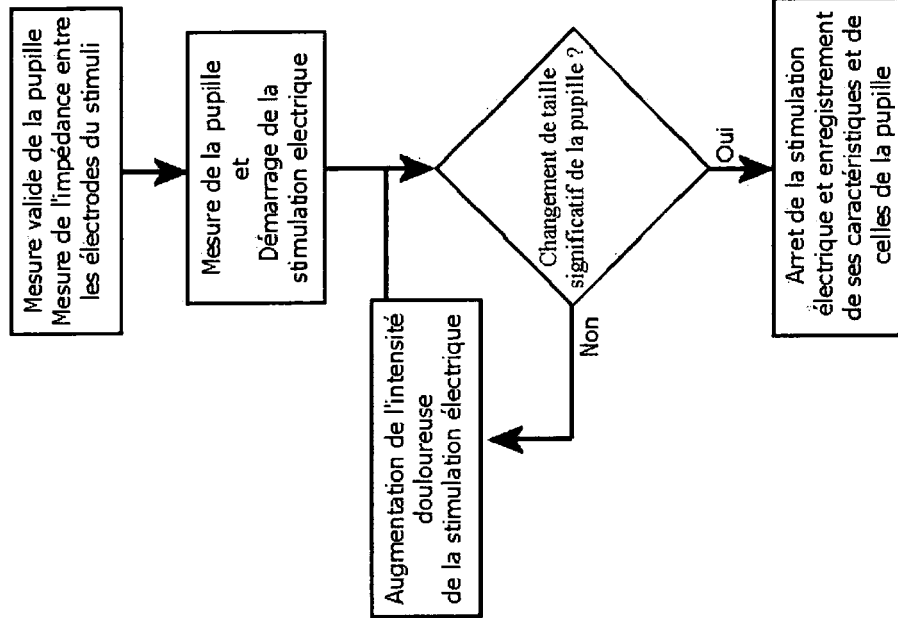 Mesure valide de la pupille
Mesure de l'impédance entre
les électrodes du stimuli
Mesure de la pupille
et
Démarrage de la
stimulation electrique
Changement de taille
significatif de la pupille ?
Non
Augmentation de l'intensité
douloureuse
de la stimulation électrique
Oui
Arret de la stimulation
électrique et enregistrement
de ses caractéristiques et de
celles de la pupille